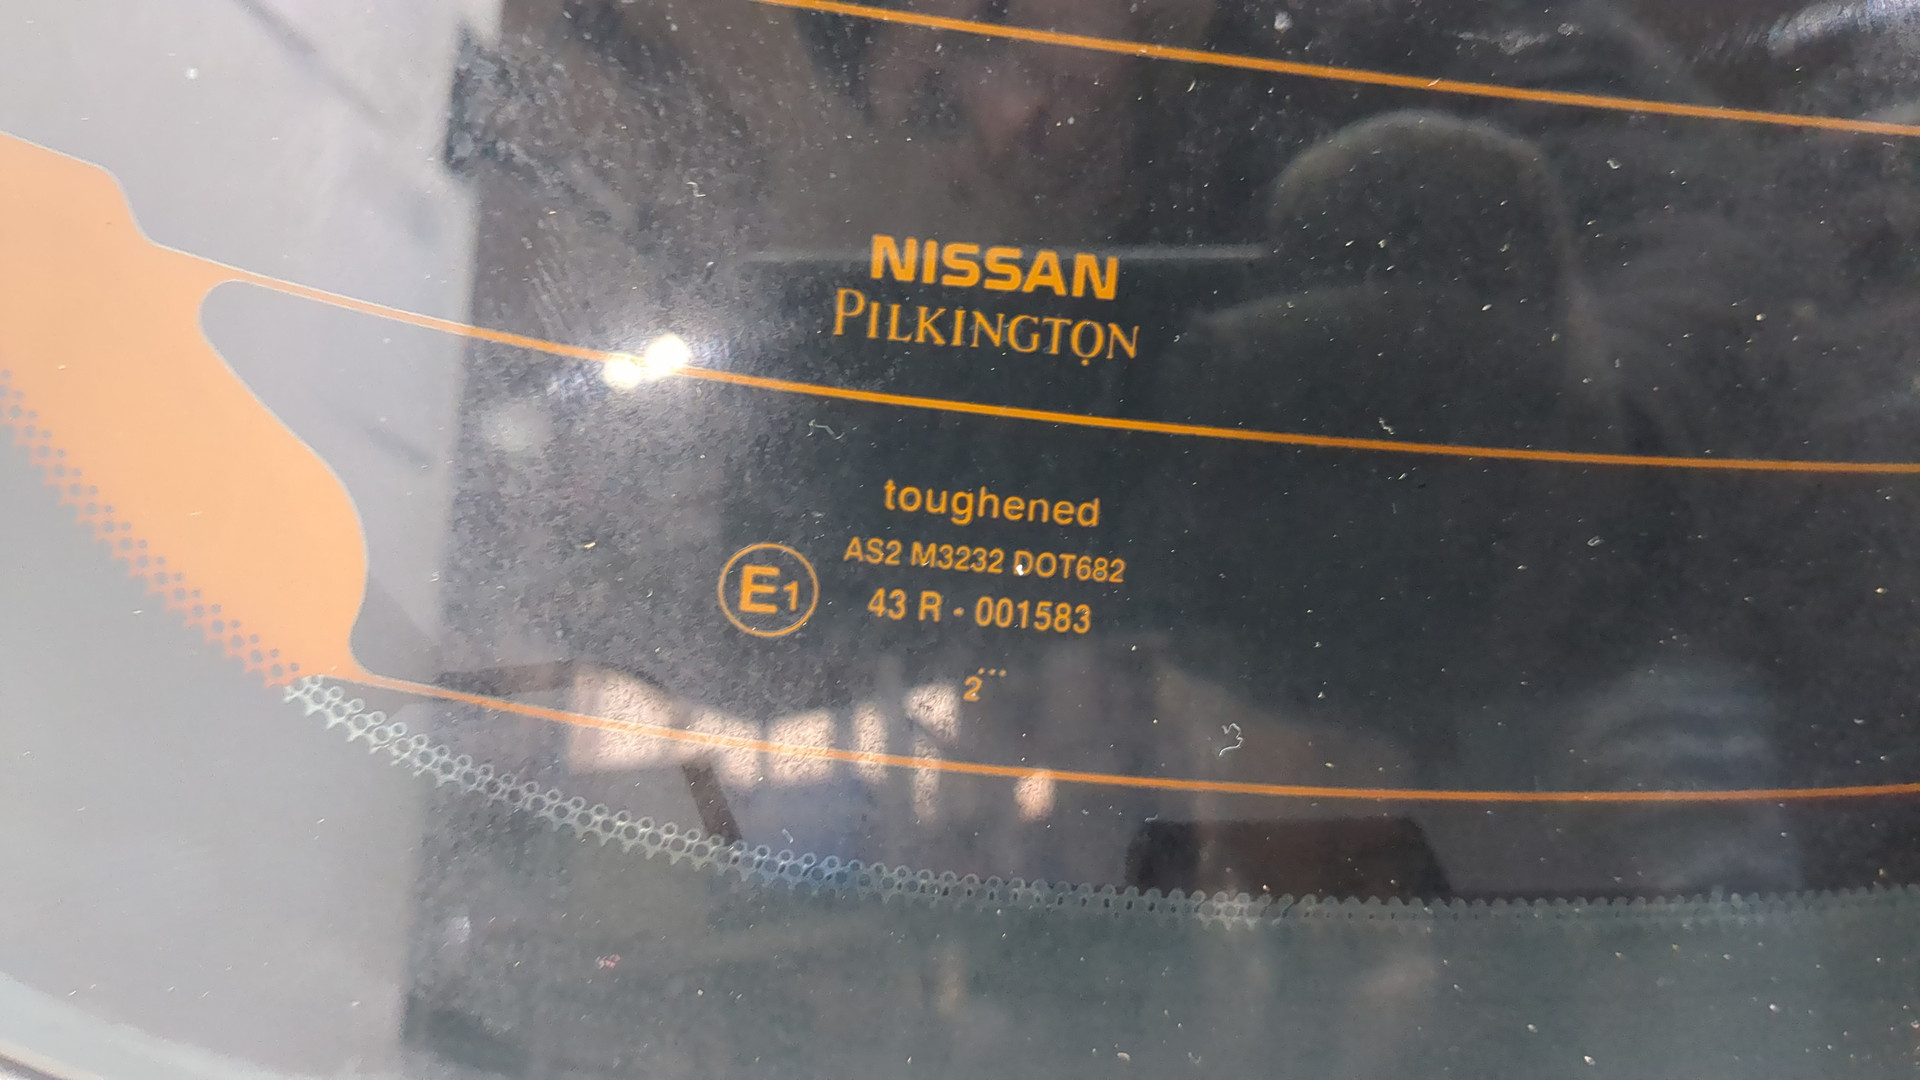 NISSAN
PILKINGTON
toughened
AS2 M3232 DOT682
E1
43 R - 001583
2...